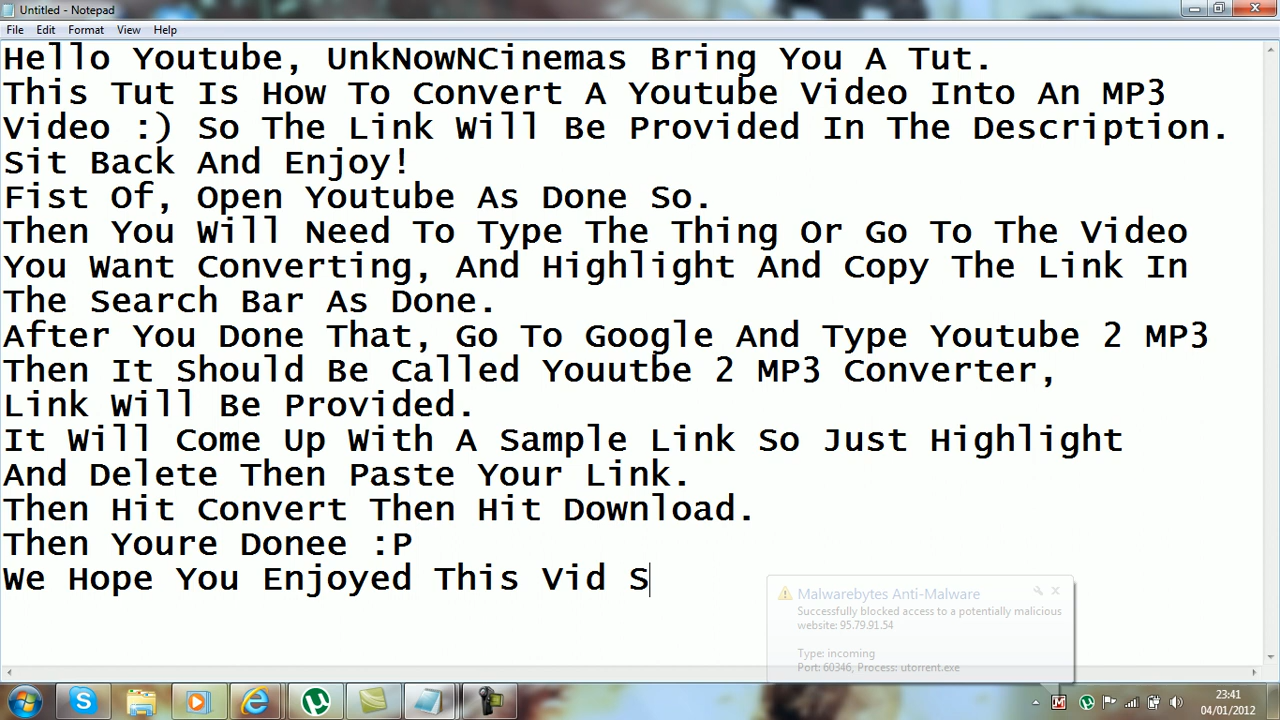 Untitled - Notepad
File Edit Format View Help
Hello Youtube, UnkNowNCinemas Bring You A Tut.
This Tut Is How To Convert A Youtube Video Into An MP3
Video :) So The Link Will Be Provided In The Description.
Sit Back And Enjoy!
Fist Of, Open Youtube As Done So.
Then You Will Need To Type The Thing Or Go To The Video
You Want Converting, And Highlight And Copy The Link In
The Search Bar As Done.
After You Done That, Go To Google And Type Youtube 2 MP3
Then It Should Be Called Youutbe 2 MP3 Converter,
Link Will Be Provided.
It Will Come Up With A Sample Link So Just Highlight
And Delete Then Paste Your Link.
Then Hit Convert Then Hit Download.
Then Youre Donee :P
We Hope You Enjoyed This Vid S
Malwarebytes Anti-Malware
Successfully blocked access to a potentially malicious
website: 95.79.91.54
Type: incoming
Port: 60346, Process: utorrent.exe
23:41
04/01/2012